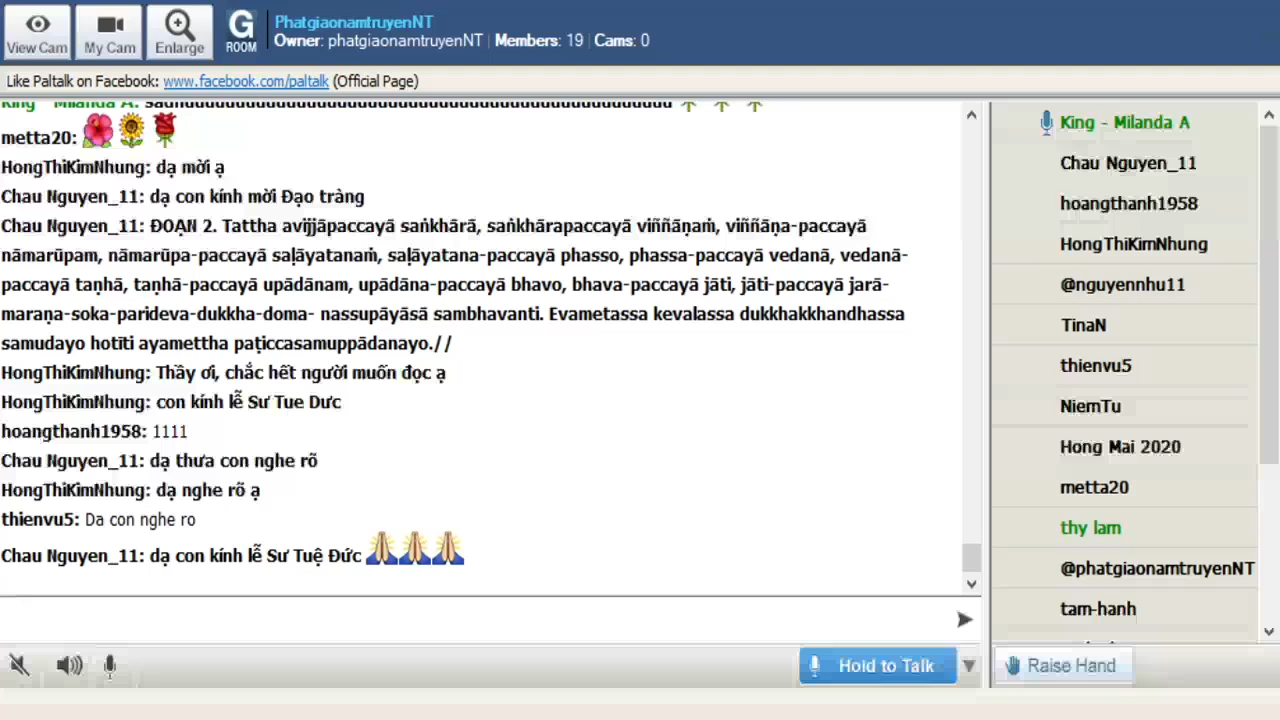 View Cam
My Cam
Enlarge
G
ROOM
PhatgiaonamtruyenNT
Owner: phatgiaonamtruyenNT | Members: 19 | Cams: 0
Like Paltalk on Facebook: www.facebook.com/paltalk (Official Page)
King - Milanda A:
metta20:
HongThiKimNhung: dạ mời ạ
Chau Nguyen_11: dạ con kính mời Đạo tràng
Chau Nguyen_11: ĐOẠN 2. Tattha avijjāpaccayā saṅkhārā, saṅkhārapaccayā viññāṇaṁ, viññāṇa-paccayā
nāmarūpam, nāmarūpa-paccayā saḷāyatanaṁ, saḷāyatana-paccayā phasso, phassa-paccayā vedanā, vedanā-
paccayā taṇhā, taṇhā-paccayā upādānam, upādāna-paccayā bhavo, bhava-paccayā jāti, jāti-paccayā jarā-
maraṇa-soka-parideva-dukkha-doma- nassupāyāsā sambhavanti. Evametassa kevalassa dukkhakkhandhassa
samudayo hotīti ayamettha paṭiccasamuppādanayo.//
HongThiKimNhung: Thầy ơi, chắc hết người muốn đọc ạ
HongThiKimNhung: con kính lễ Sư Tue Dưc
hoangthanh1958: 1111
Chau Nguyen_11: dạ thưa con nghe rõ
HongThiKimNhung: dạ nghe rõ ạ
thienvu5: Da con nghe ro
Chau Nguyen_11: dạ con kính lễ Sư Tuệ Đức
Hold to Talk
King - Milanda A
Chau Nguyen_11
hoangthanh1958
HongThiKimNhung
@nguyennhu11
TinaN
thienvu5
NiemTu
Hong Mai 2020
metta20
thy lam
@phatgiaonamtruyenNT
tam-hanh
Raise Hand